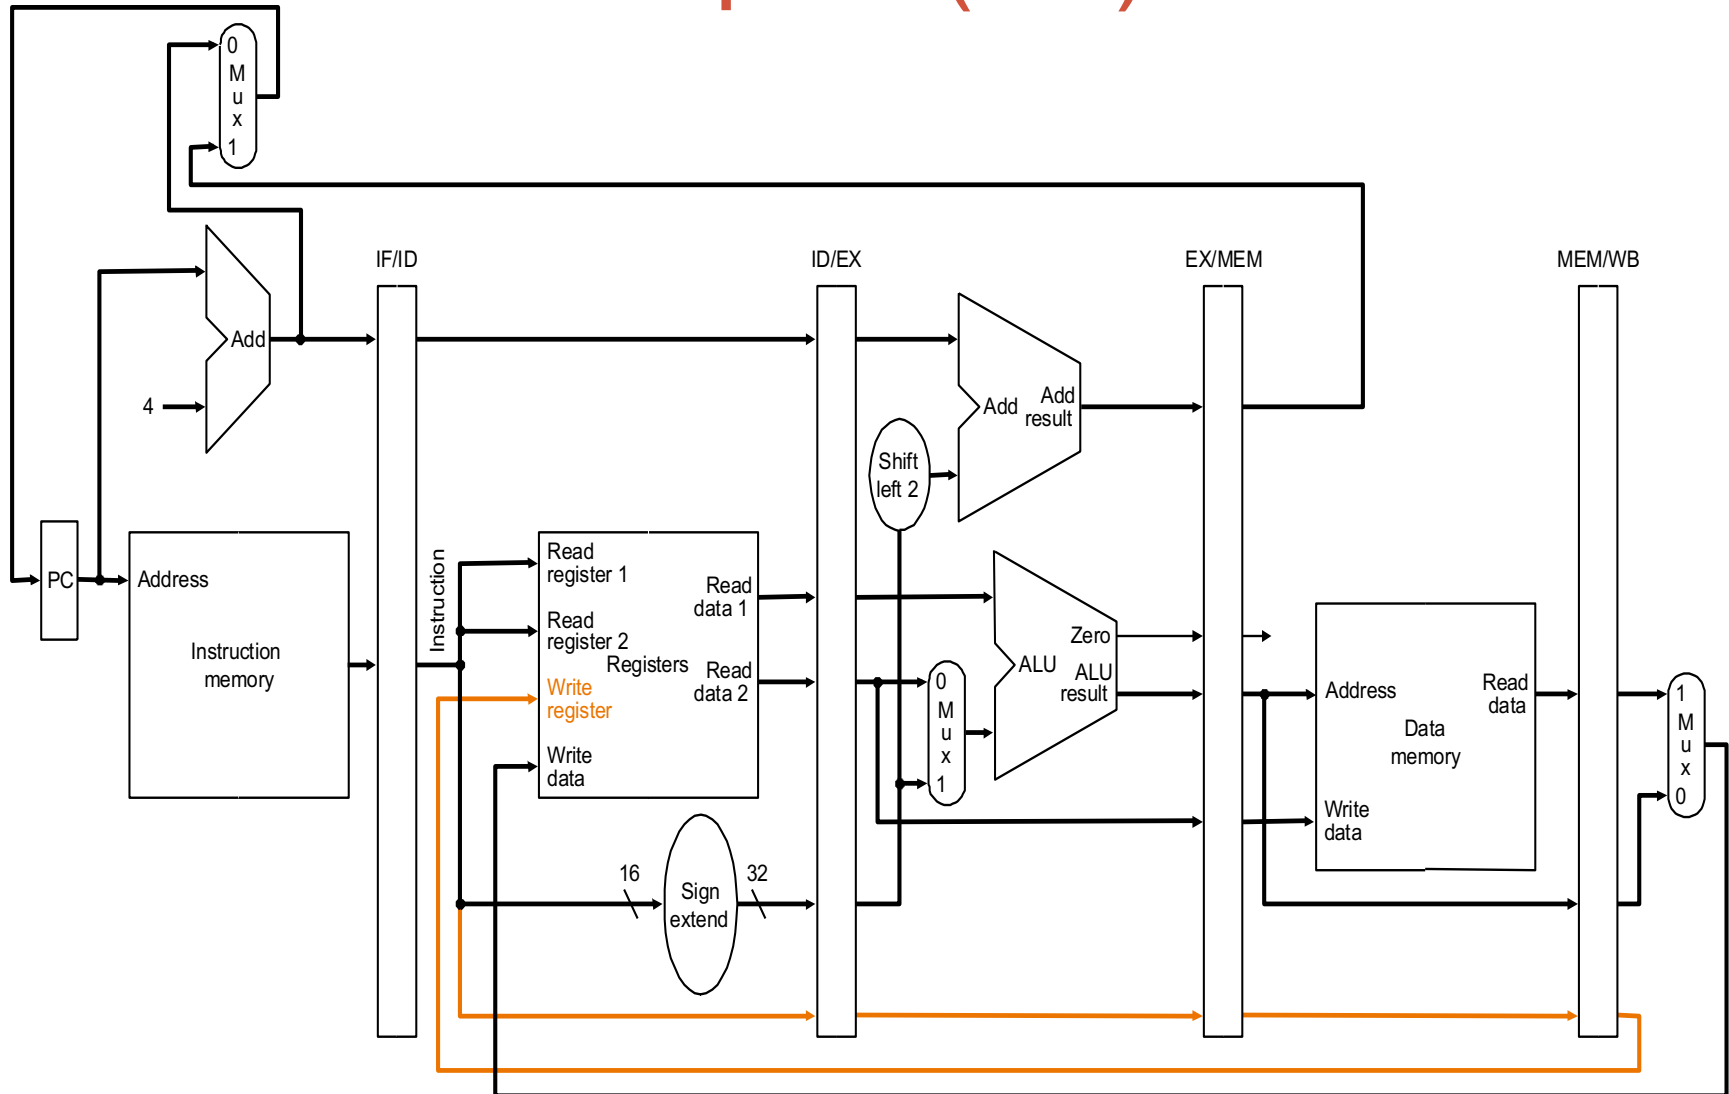 0
M
u
x
1
IF/ID
ID/EX
EX/MEM
MEM/WB
Add
4
Add
Add
result
Shift
left 2
PC
Address
Instruction
memory
Instruction
Read
register 1
Read
register 2
Write
register
Write
data
Registers
Read
data 1
Read
data 2
0
M
u
x
1
Zero
ALU
ALU
result
Address
Read
data
Data
memory
Write
data
1
M
u
x
0
16
Sign
extend
32